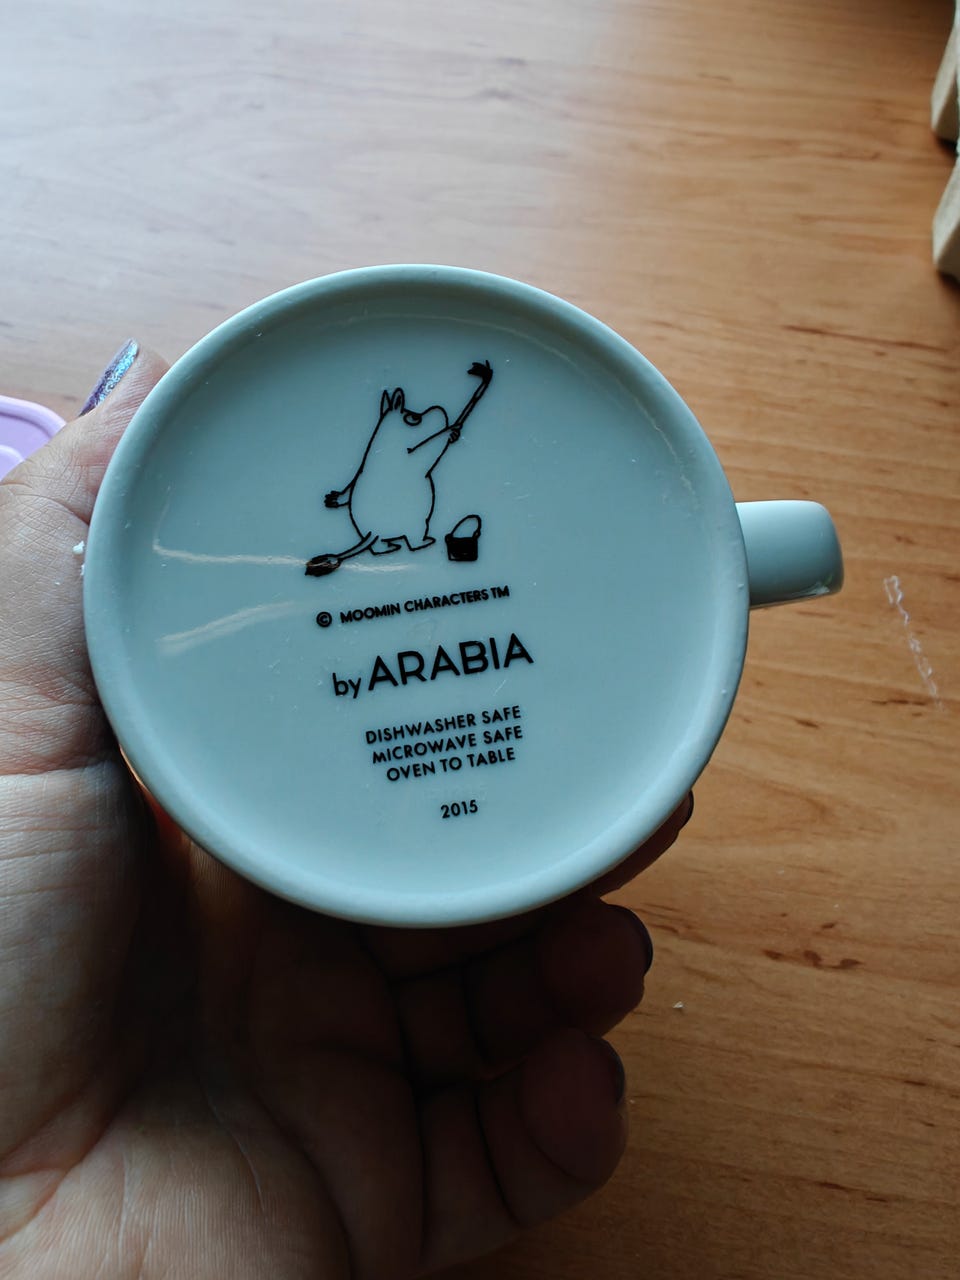 © MOOMIN CHARACTERS TM
by ARABIA
DISHWASHER SAFE
MICROWAVE SAFE
OVEN TO TABLE
2015